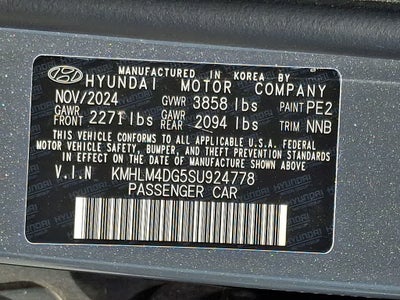 MANUFACTURED IN KOREA BY
HYUNDAI MOTOR COMPANY
NOV/2024 GVWR 3858 lbs PAINT PE2
GAWR FRONT 2271 lbs GAWR REAR 2094 lbs TRIM NNB
THIS VEHICLE CONFORMS TO ALL APPLICABLE U.S.A. FEDERAL
MOTOR VEHICLE SAFETY, BUMPER, AND THEFT PREVENTION
STANDARDS IN EFFECT ON THE DATE OF MANUFACTURE SHOWN ABOVE
V.I.N KMHLM4DG5SU924778
PASSENGER CAR